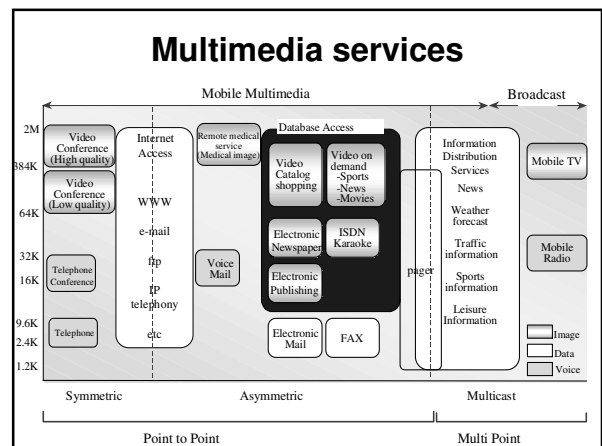 Multimedia services
Mobile Multimedia
Broadcast
2M
384K
64K
32K
16K
9.6K
2.4K
1.2K
Video
Conference
(High quality)
Video
Conference
(Low quality)
Telephone
Conference
Telephone
Internet
Access
WWW
e-mail
ftp
IP
telephony
etc
Remote medical
service
(Medical image)
Voice
Mail
Database Access
Video
Catalog
shopping
Video on
demand
-Sports
-News
-Movies
Electronic
Newspaper
ISDN
Karaoke
Electronic
Publishing
Electronic
Mail
FAX
pager
Information
Distribution
Services
News
Weather
forecast
Traffic
information
Sports
information
Leisure
Information
Mobile TV
Mobile
Radio
Image
Data
Voice
Symmetric
Asymmetric
Multicast
Point to Point
Multi Point